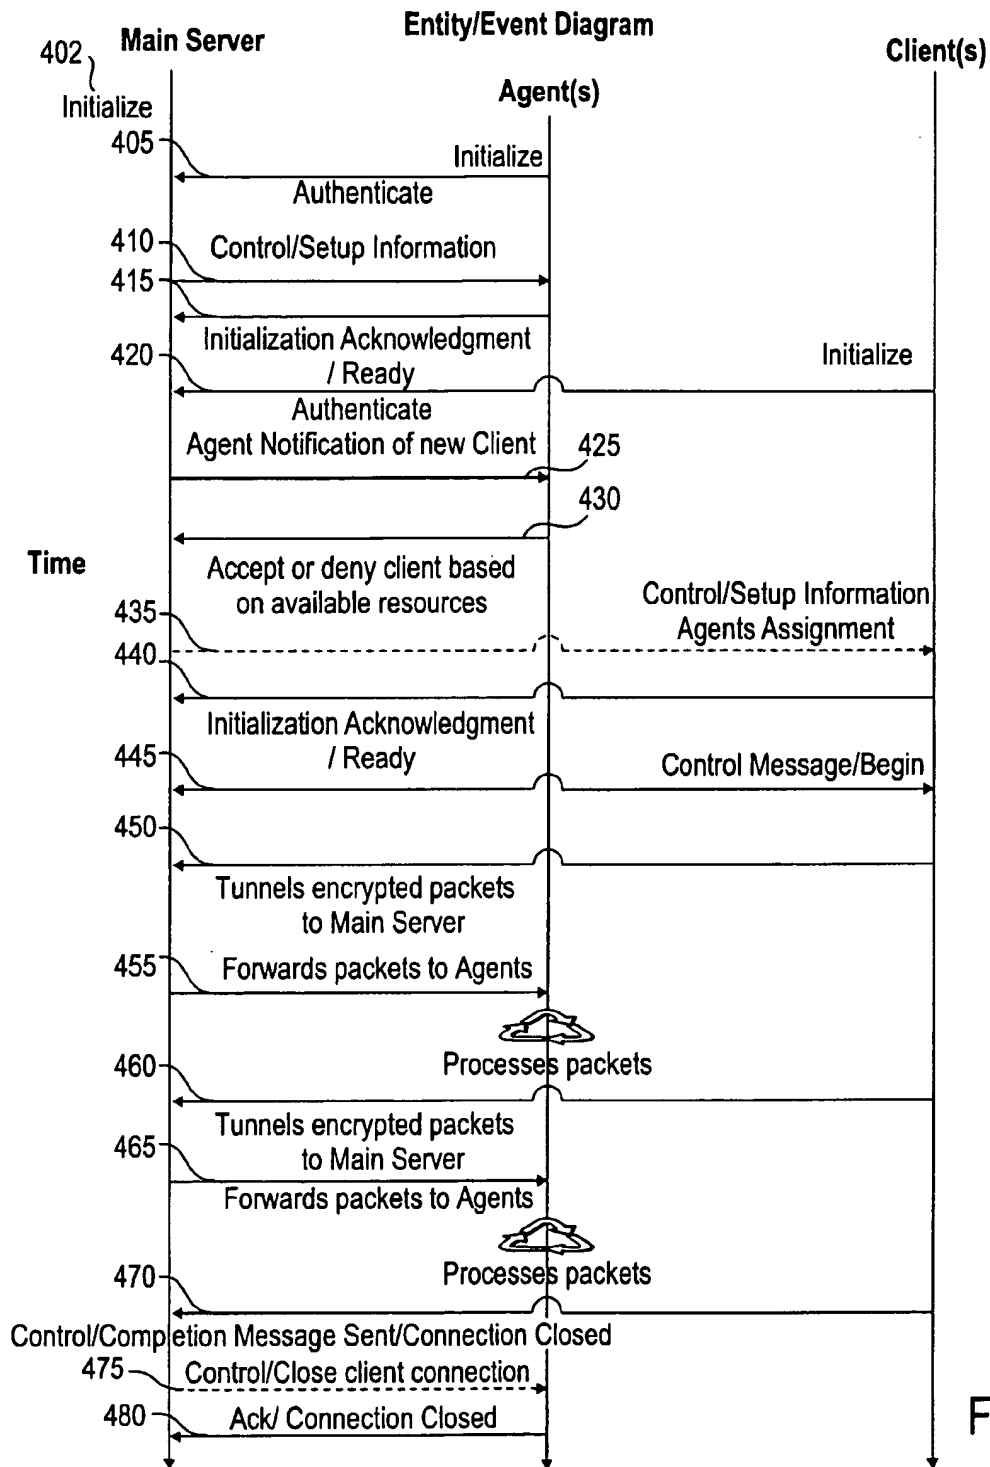 Entity/Event Diagram
Main Server
Client(s)
402
Agent(s)
Initialize
405
Initialize
Authenticate
410
Control/Setup Information
415
Initialization Acknowledgment
/ Ready
420
Initialize
Authenticate
Agent Notification of new Client
425
430
Time
Accept or deny client based
on available resources
435
Control/Setup Information
Agents Assignment
440
Initialization Acknowledgment
/ Ready
445
Control Message/Begin
450
Tunnels encrypted packets
to Main Server
455
Forwards packets to Agents
Processes packets
460
Tunnels encrypted packets
to Main Server
465
Forwards packets to Agents
Processes packets
470
Control/Completion Message Sent/Connection Closed
475
Control/Close client connection
480
Ack/ Connection Closed
F